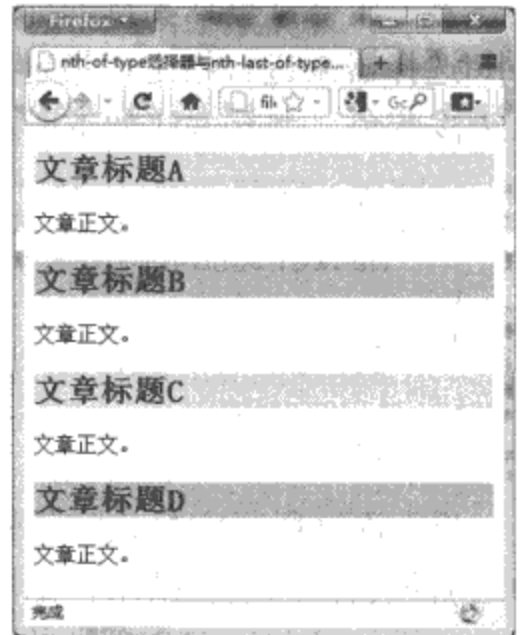 Firefox
nth-of-type选择器与nth-last-of-type...
文章标题A
文章正文。
文章标题B
文章正文。
文章标题C
文章正文。
文章标题D
文章正文。
完成